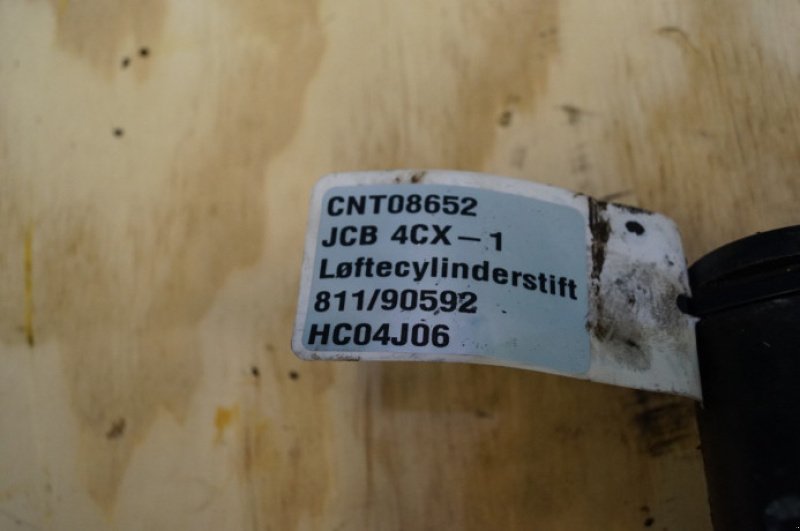 CNT08652
JCB 4CX-1
Løftecylinderstift
811/90592
HC04J06